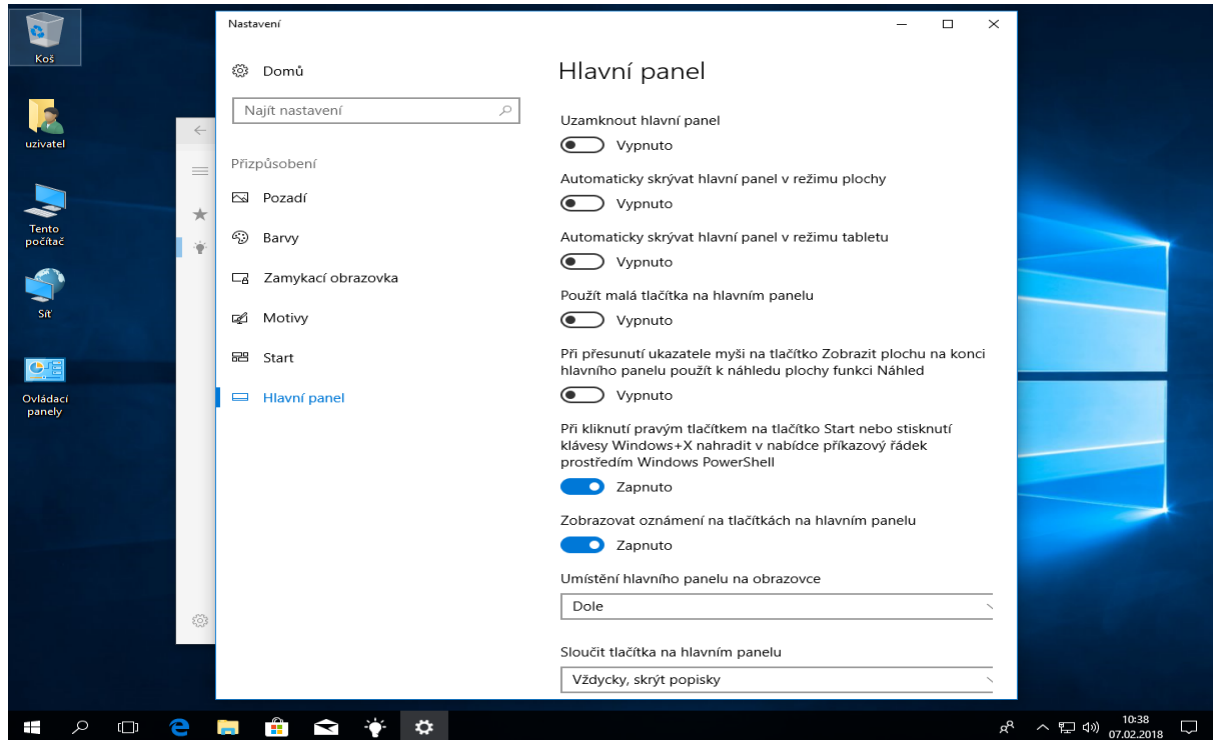 Koš
uzivatel
Tento
počítač
Síť
Ovládací
panely
Nastavení
Domů
Najít nastavení
Přizpůsobení
Pozadí
Barvy
Zamykací obrazovka
Motivy
Start
Hlavní panel
Hlavní panel
Uzamknout hlavní panel
Vypnuto
Automaticky skrývat hlavní panel v režimu plochy
Vypnuto
Automaticky skrývat hlavní panel v režimu tabletu
Vypnuto
Použít malá tlačítka na hlavním panelu
Vypnuto
Při přesunutí ukazatele myši na tlačítko Zobrazit plochu na konci
hlavního panelu použít k náhledu plochy funkci Náhled
Vypnuto
Při kliknutí pravým tlačítkem na tlačítko Start nebo stisknutí
klávesy Windows+X nahradit v nabídce příkazový řádek
prostředím Windows PowerShell
Zapnuto
Zobrazovat oznámení na tlačítkách na hlavním panelu
Zapnuto
Umístění hlavního panelu na obrazovce
Dole
Sloučit tlačítka na hlavním panelu
Vždycky, skrýt popisky
10:38
07.02.2018